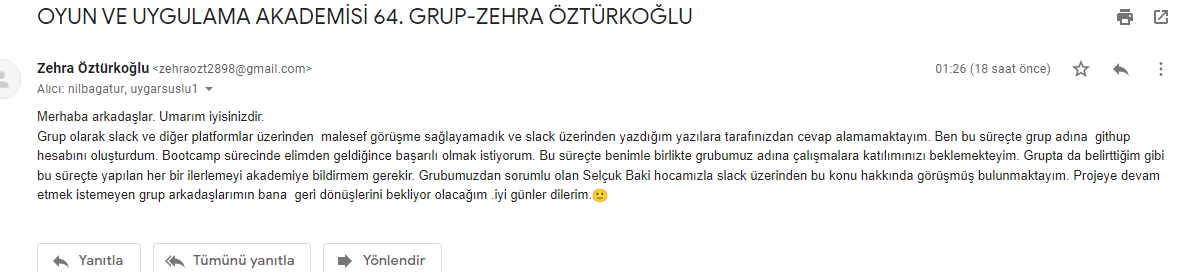 OYUN VE UYGULAMA AKADEMİSİ 64. GRUP-ZEHRA ÖZTÜRKOĞLU
Zehra Öztürkoğlu <zehraozt2898@gmail.com>
01:26 (18 saat önce)
Alıcı: nilbagatur, uygarsuslu1
Merhaba arkadaşlar. Umarım iyisinizdir.
Grup olarak slack ve diğer platformlar üzerinden malesef görüşme sağlayamadık ve slack üzerinden yazdığım yazılara tarafınızdan cevap alamamaktayım. Ben bu süreçte grup adına githup
hesabını oluşturdum. Bootcamp sürecinde elimden geldiğince başarılı olmak istiyorum. Bu süreçte benimle birlikte grubumuz adına çalışmalara katılımınızı beklemekteyim. Grupta da belirttiğim gibi
bu süreçte yapılan her bir ilerlemeyi akademiye bildirmem gerekir. Grubumuzdan sorumlu olan Selçuk Baki hocamızla slack üzerinden bu konu hakkında görüşmüş bulunmaktayım. Projeye devam
etmek istemeyen grup arkadaşlarımın bana geri dönüşlerini bekliyor olacağım .iyi günler dilerim.🙂
Yanıtla
Tümünü yanıtla
Yönlendir